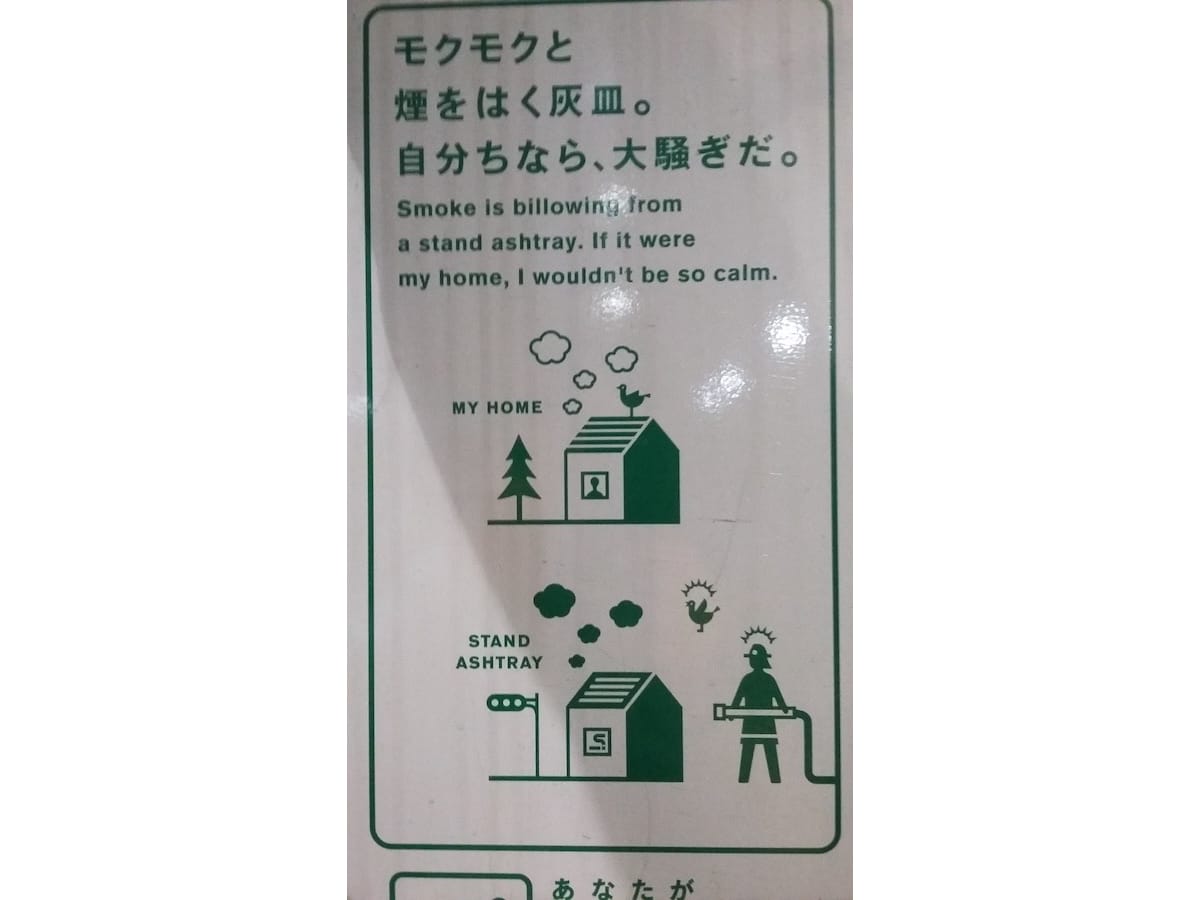 モクモクと
煙をはく灰皿。
自分ちなら、大騒ぎだ。
Smoke is billowing from
a stand ashtray. If it were
my home, I wouldn't be so calm.
MY HOME
STAND
ASHTRAY
あなたが